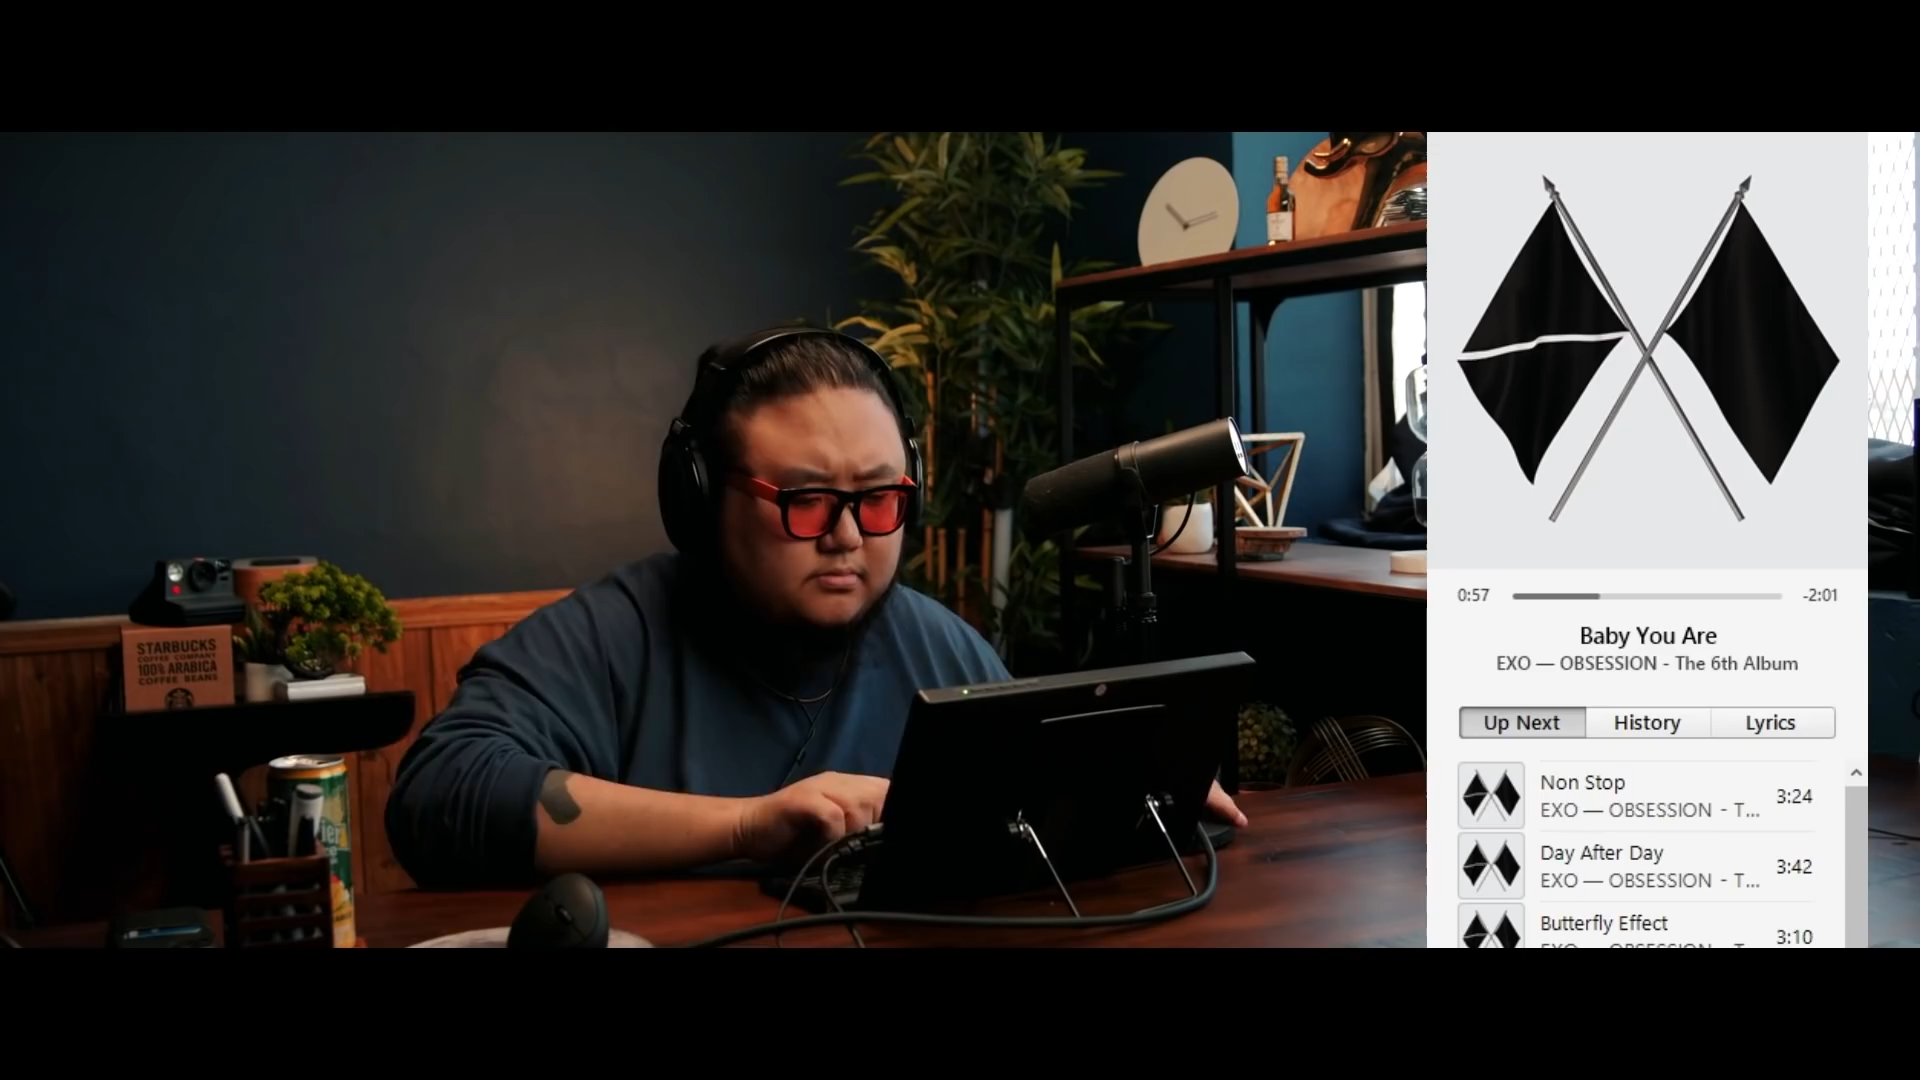 STARBUCKS
COFFEE COMPANY
100% ARABICA
COFFEE BEANS
0:57
-2:01
Baby You Are
EXO — OBSESSION - The 6th Album
Up Next
History
Lyrics
Non Stop
3:24
EXO — OBSESSION - T...
Day After Day
3:42
EXO — OBSESSION - T...
Butterfly Effect
3:10
EXO — OBSESSION - T...